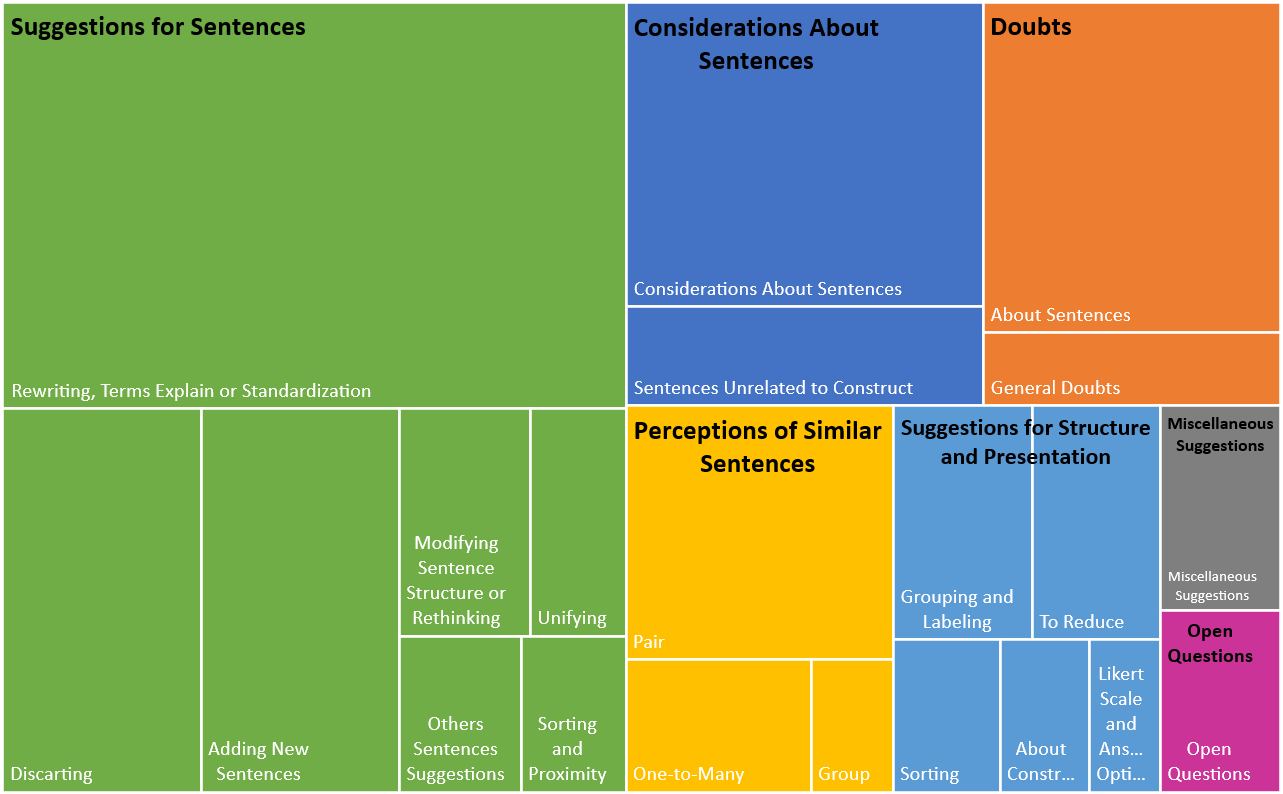 Suggestions for Sentences
Rewriting, Terms Explain or Standardization
Discarting
Adding New
Sentences
Modifying
Sentence
Structure or
Rethinking
Unifying
Others
Sentences
Suggestions
Sorting
and
Proximity
Considerations About
Sentences
Considerations About Sentences
Sentences Unrelated to Construct
Doubts
About Sentences
General Doubts
Perceptions of Similar
Sentences
Pair
One-to-Many
Group
Suggestions for Structure
and Presentation
Grouping and
Labeling
To Reduce
Sorting
About
Constr...
Likert
Scale
and
Ans...
Opti...
Miscellaneous
Suggestions
Miscellaneous
Suggestions
Open
Questions
Open
Questions